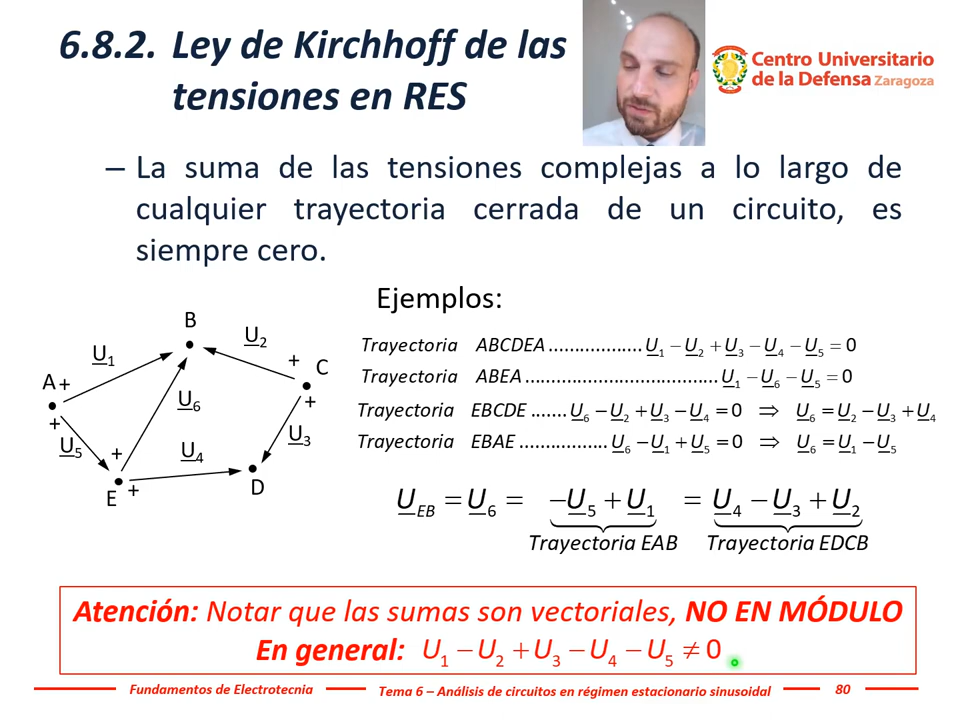 6.8.2. Ley de Kirchhoff de las
tensiones en RES
Centro Universitario
de la Defensa Zaragoza
– La suma de las tensiones complejas a lo largo de
cualquier trayectoria cerrada de un circuito, es
siempre cero.
Ejemplos:
B
U2
U1
+
C
A +
+
+
U6
U5
+
U4
U3
E
+
D
Trayectoria ABCDEA ..................U1 − U2 + U3 − U4 − U5 = 0
Trayectoria ABEA .....................................U1 − U6 − U5 = 0
Trayectoria EBCDE .......U6 − U2 + U3 − U4 = 0 ⇒ U6 = U2 − U3 + U4
Trayectoria EBAE .................U6 − U1 + U5 = 0 ⇒ U6 = U1 − U5
UEB = U6 = −U5 + U1 = U4 − U3 + U2
Trayectoria EAB Trayectoria EDCB
Atención: Notar que las sumas son vectoriales, NO EN MÓDULO
En general: U1 − U2 + U3 − U4 − U5 ≠ 0
Fundamentos de Electrotecnia Tema 6 – Análisis de circuitos en régimen estacionario sinusoidal 80